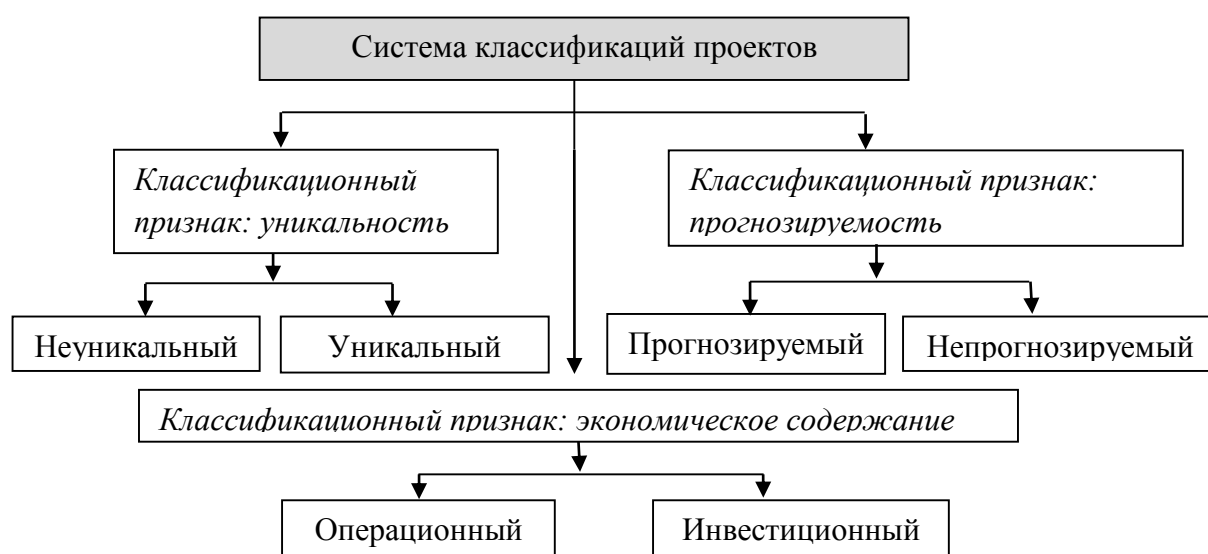 Система классификаций проектов
Классификационный
признак: уникальность
Классификационный признак:
прогнозируемость
Неуникальный
Уникальный
Прогнозируемый
Непрогнозируемый
Классификационный признак: экономическое содержание
Операционный
Инвестиционный